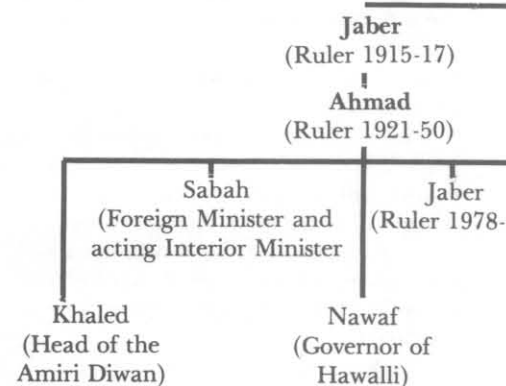 Jaber
(Ruler 1915-17)
Ahmad
(Ruler 1921-50)
Sabah
(Foreign Minister and
acting Interior Minister
Jaber
(Ruler 1978-
Khaled
(Head of the
Amiri Diwan)
Nawaf
(Governor of
Hawalli)